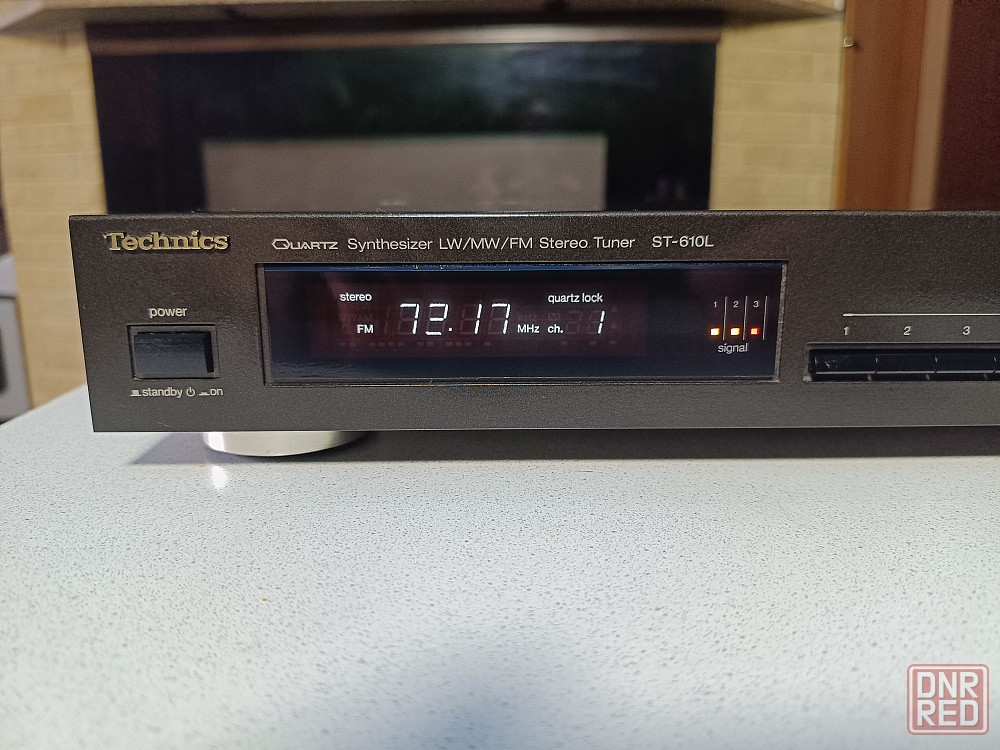 Technics
QUARTZ Synthesizer LW/MW/FM Stereo Tuner ST-610L
power
standby on
stereo quartz lock
FM 72.17 MHz ch. 1
1 2 3
signal
1 2 3
DNR
RED